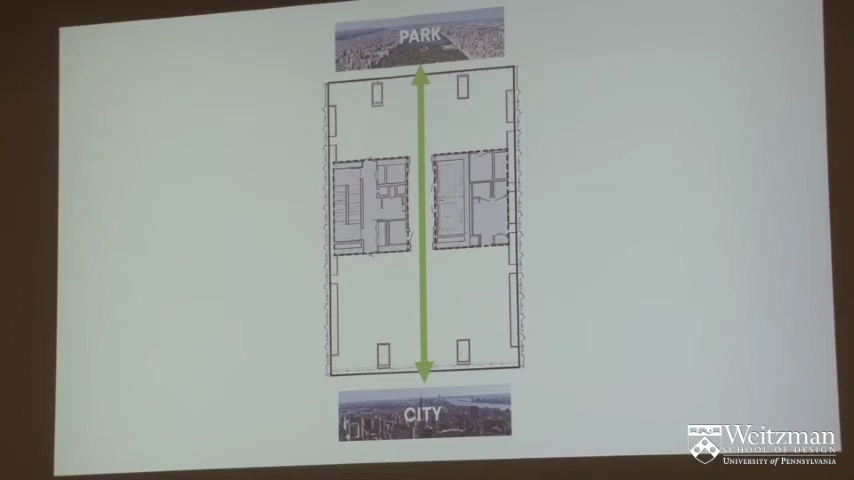 PARK
CITY
Weitzman
SCHOOL OF DESIGN
UNIVERSITY OF PENNSYLVANIA